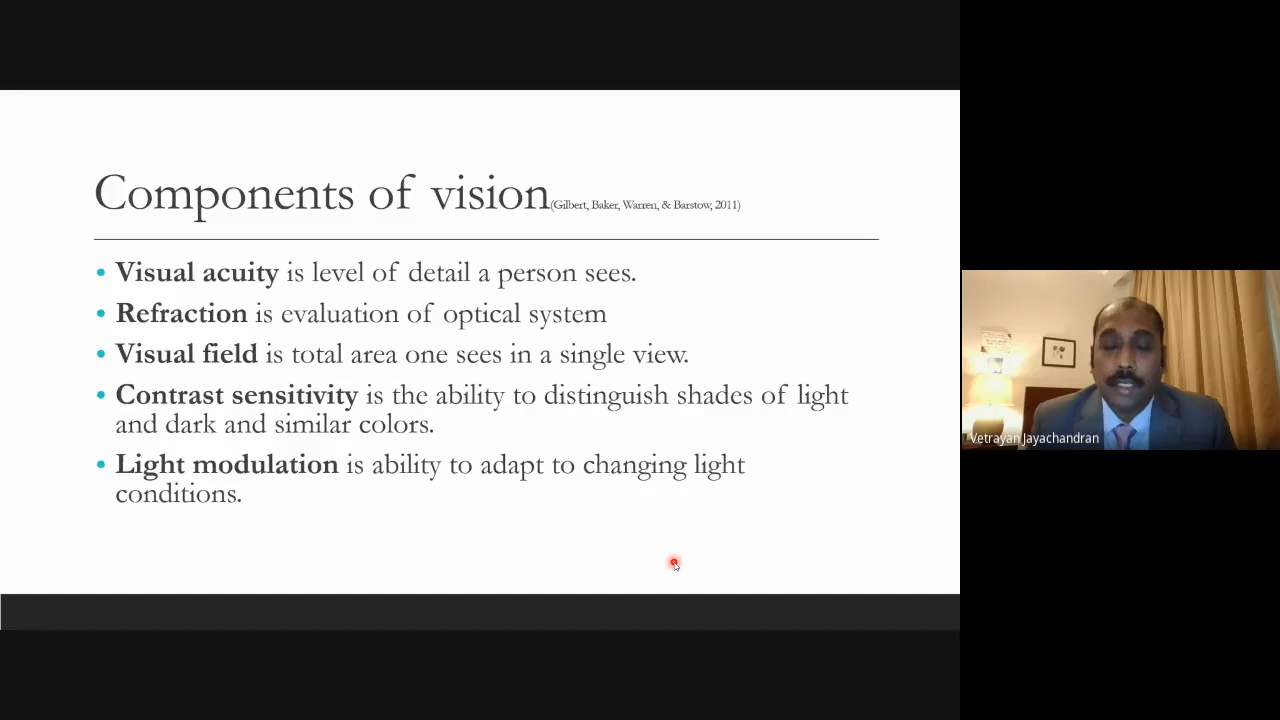 Components of vision(Gilbert, Baker, Warren, & Barstow, 2011)
• Visual acuity is level of detail a person sees.
• Refraction is evaluation of optical system
• Visual field is total area one sees in a single view.
• Contrast sensitivity is the ability to distinguish shades of light
and dark and similar colors.
• Light modulation is ability to adapt to changing light
conditions.
Vetrayan Jayachandran